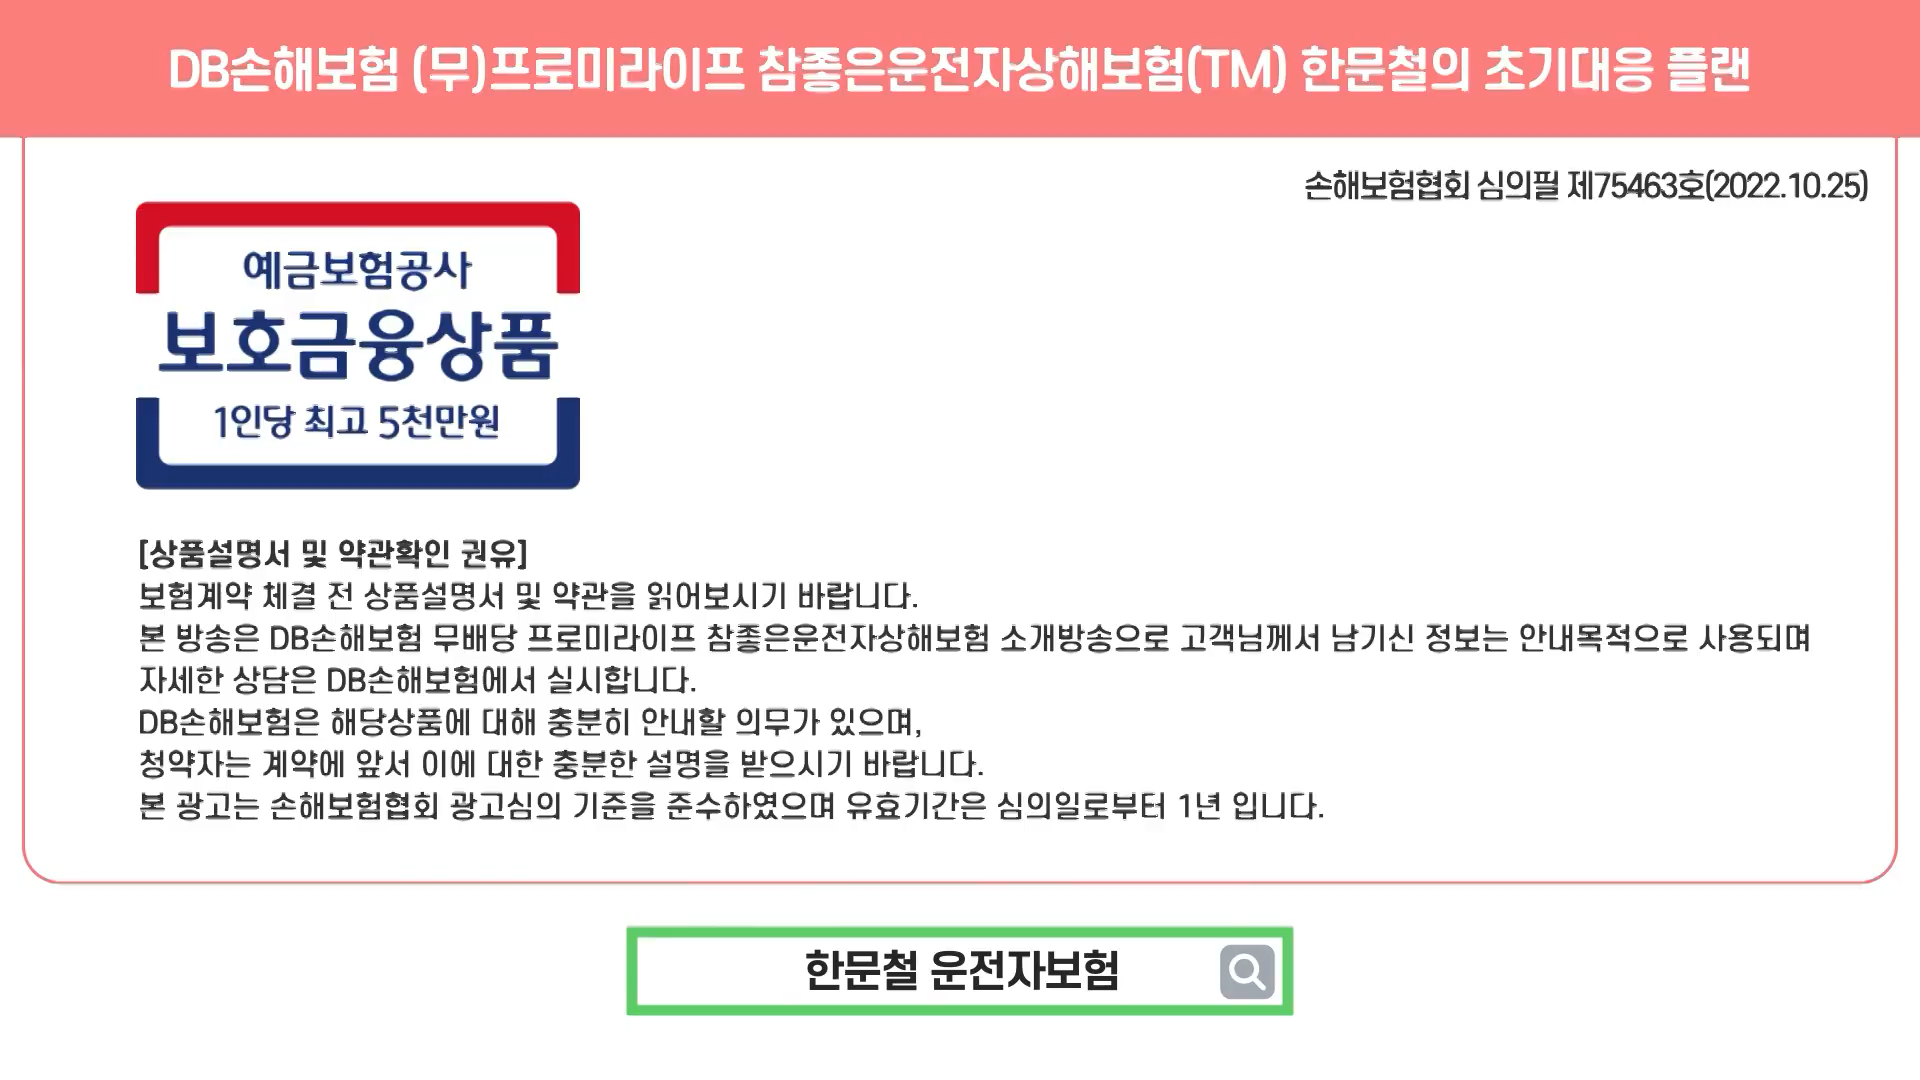 DB손해보험 (무)프로미라이프 참좋은운전자상해보험(TM) 한문철의 초기대응 플랜
손해보험협회 심의필 제75463호(2022.10.25)
예금보험공사
보호금융상품
1인당 최고 5천만원
[상품설명서 및 약관확인 권유]
보험계약 체결 전 상품설명서 및 약관을 읽어보시기 바랍니다.
본 방송은 DB손해보험 무배당 프로미라이프 참좋은운전자상해보험 소개방송으로 고객님께서 남기신 정보는 안내목적으로 사용되며
자세한 상담은 DB손해보험에서 실시합니다.
DB손해보험은 해당상품에 대해 충분히 안내할 의무가 있으며,
청약자는 계약에 앞서 이에 대한 충분한 설명을 받으시기 바랍니다.
본 광고는 손해보험협회 광고심의 기준을 준수하였으며 유효기간은 심의일로부터 1년 입니다.
한문철 운전자보험